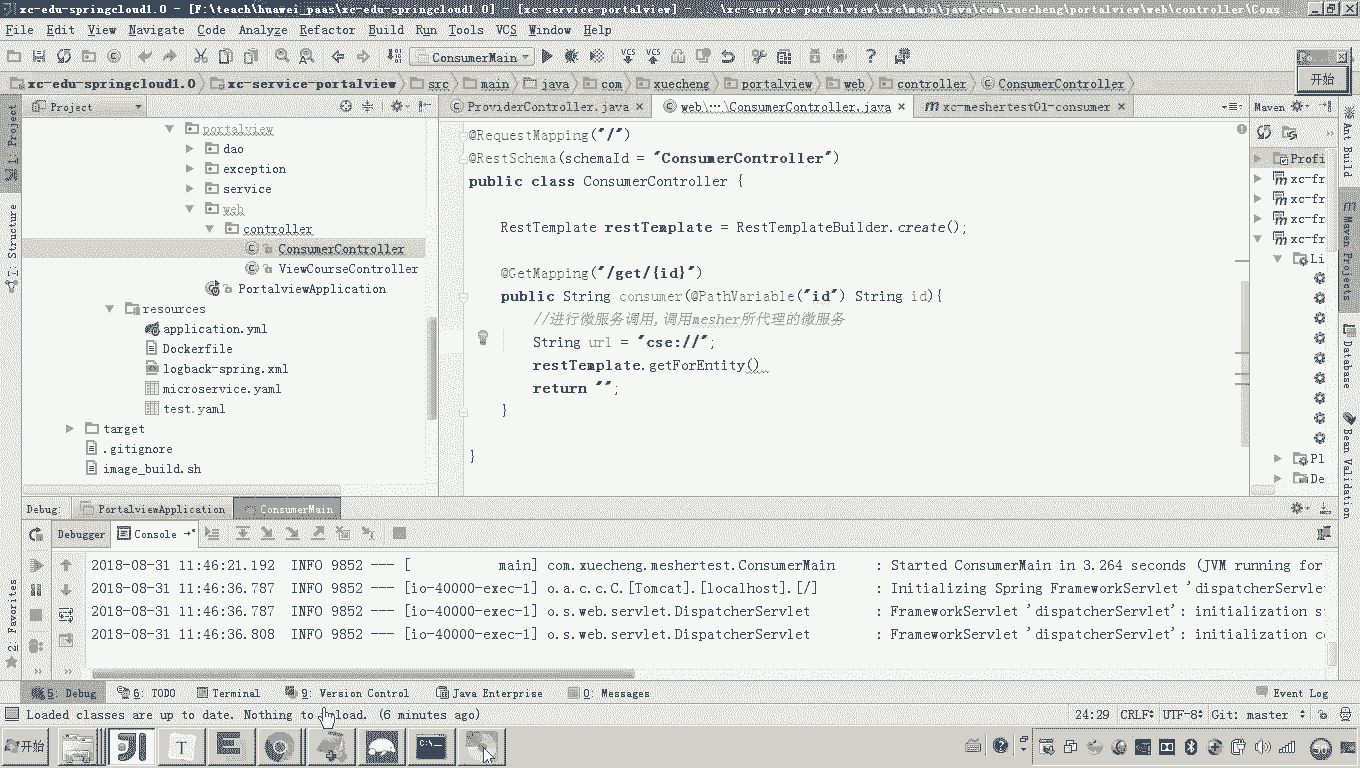 xc-edu-springcloud1.0 - [F:\teach\huawei_paas\xc-edu-springcloud1.0] - [xc-service-portalview] - ...\xc-service-portalview\src\main\java\com\xuecheng\portalview\web\controller\Cons
File Edit View Navigate Code Analyze Refactor Build Run Tools VCS Window Help
ConsumerMain
开始
xc-edu-springcloud1.0 xc-service-portalview src main java com xuecheng portalview web controller ConsumerController
Project
ProviderController.java
web\...\ConsumerController.java
xc-meshertest01-consumer
Maven
1: Project
7: Structure
2: Favorites
portalview
dao
exception
service
web
controller
ConsumerController
ViewCourseController
PortalviewApplication
resources
application.yml
Dockerfile
logback-spring.xml
microservice.yaml
test.yaml
target
.gitignore
image_build.sh
@RequestMapping("/")
@RestSchema(schemaId = "ConsumerController")
public class ConsumerController {
RestTemplate restTemplate = RestTemplateBuilder.create();
@GetMapping("/get/{id}")
public String consumer(@PathVariable("id") String id){
//进行微服务调用,调用mesher所代理的微服务
String url = "cse://";
restTemplate.getForEntity()
return "";
}
}
Profi
xc-fr
xc-fr
xc-fr
xc-fr
Li
Pl
De
Ant Build
Maven Projects
Database
Bean Validation
Debug: PortalviewApplication ConsumerMain
Debugger Console
2018-08-31 11:46:21.192 INFO 9852 --- [ main] com.xuecheng.meshertest.ConsumerMain : Started ConsumerMain in 3.264 seconds (JVM running for
2018-08-31 11:46:36.787 INFO 9852 --- [io-40000-exec-1] o.a.c.c.C.[Tomcat].[localhost].[/] : Initializing Spring FrameworkServlet 'dispatcherServle
2018-08-31 11:46:36.787 INFO 9852 --- [io-40000-exec-1] o.s.web.servlet.DispatcherServlet : FrameworkServlet 'dispatcherServlet': initialization s
2018-08-31 11:46:36.808 INFO 9852 --- [io-40000-exec-1] o.s.web.servlet.DispatcherServlet : FrameworkServlet 'dispatcherServlet': initialization co
5: Debug 6: TODO Terminal 9: Version Control Java Enterprise 0: Messages Event Log
Loaded classes are up to date. Nothing to load. (6 minutes ago)
24:29 CRLF UTF-8 Git: master
开始